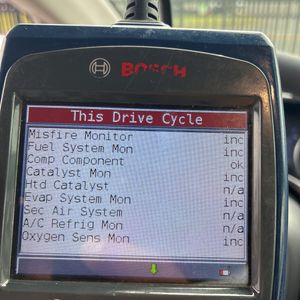 BOSCH
This Drive Cycle
Misfire Monitor inc
Fuel System Mon inc
Comp Component ok
Catalyst Mon inc
Htd Catalyst n/a
Evap System Mon inc
Sec Air System n/a
A/C Refrig Mon n/a
Oxygen Sens Mon inc